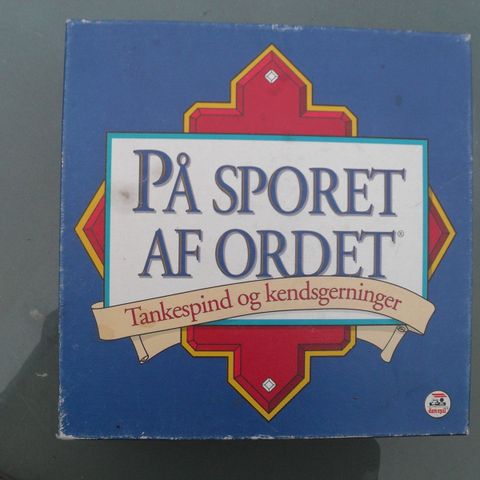 PÅ SPORET
AF ORDET®
Tankespind og kendsgerninger